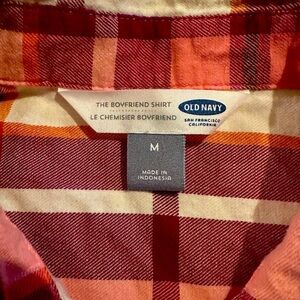 THE BOYFRIEND SHIRT
LE CHEMISIER BOYFRIEND
OLD NAVY
SAN FRANCISCO
CALIFORNIA
M
MADE IN
INDONESIA